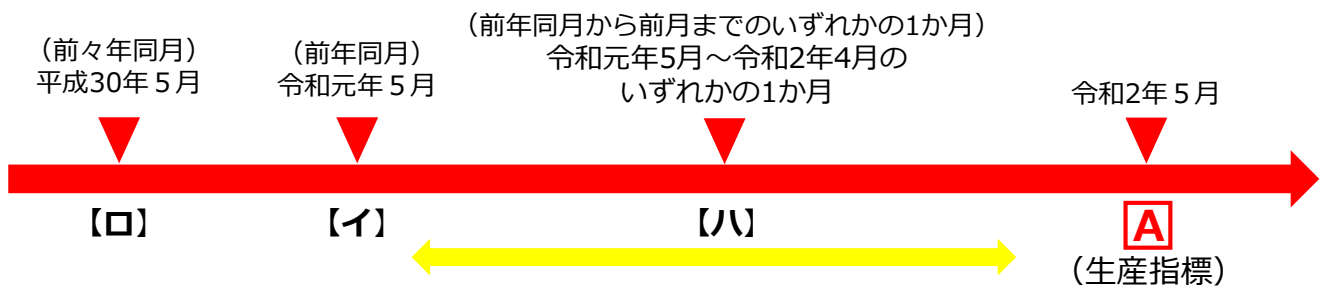 （前々年同月）
平成30年５月
（前年同月）
令和元年５月
（前年同月から前月までのいずれかの1か月）
令和元年5月～令和2年4月の
いずれかの1か月
令和2年５月
【ロ】
【イ】
【ハ】
A
（生産指標）